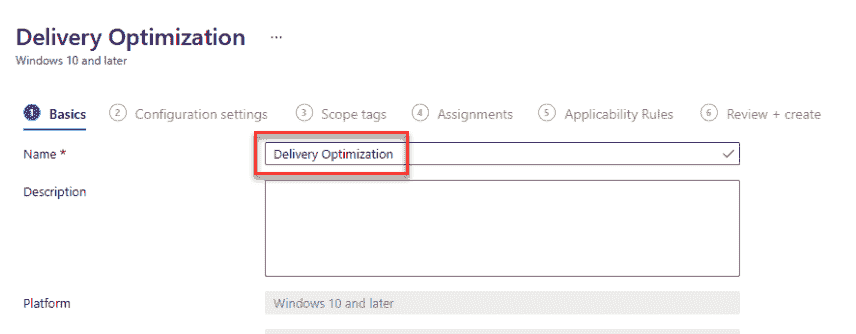 Delivery Optimization ...
Windows 10 and later
1 Basics 2 Configuration settings 3 Scope tags 4 Assignments 5 Applicability Rules 6 Review + create
Name * Delivery Optimization
Description
Platform Windows 10 and later